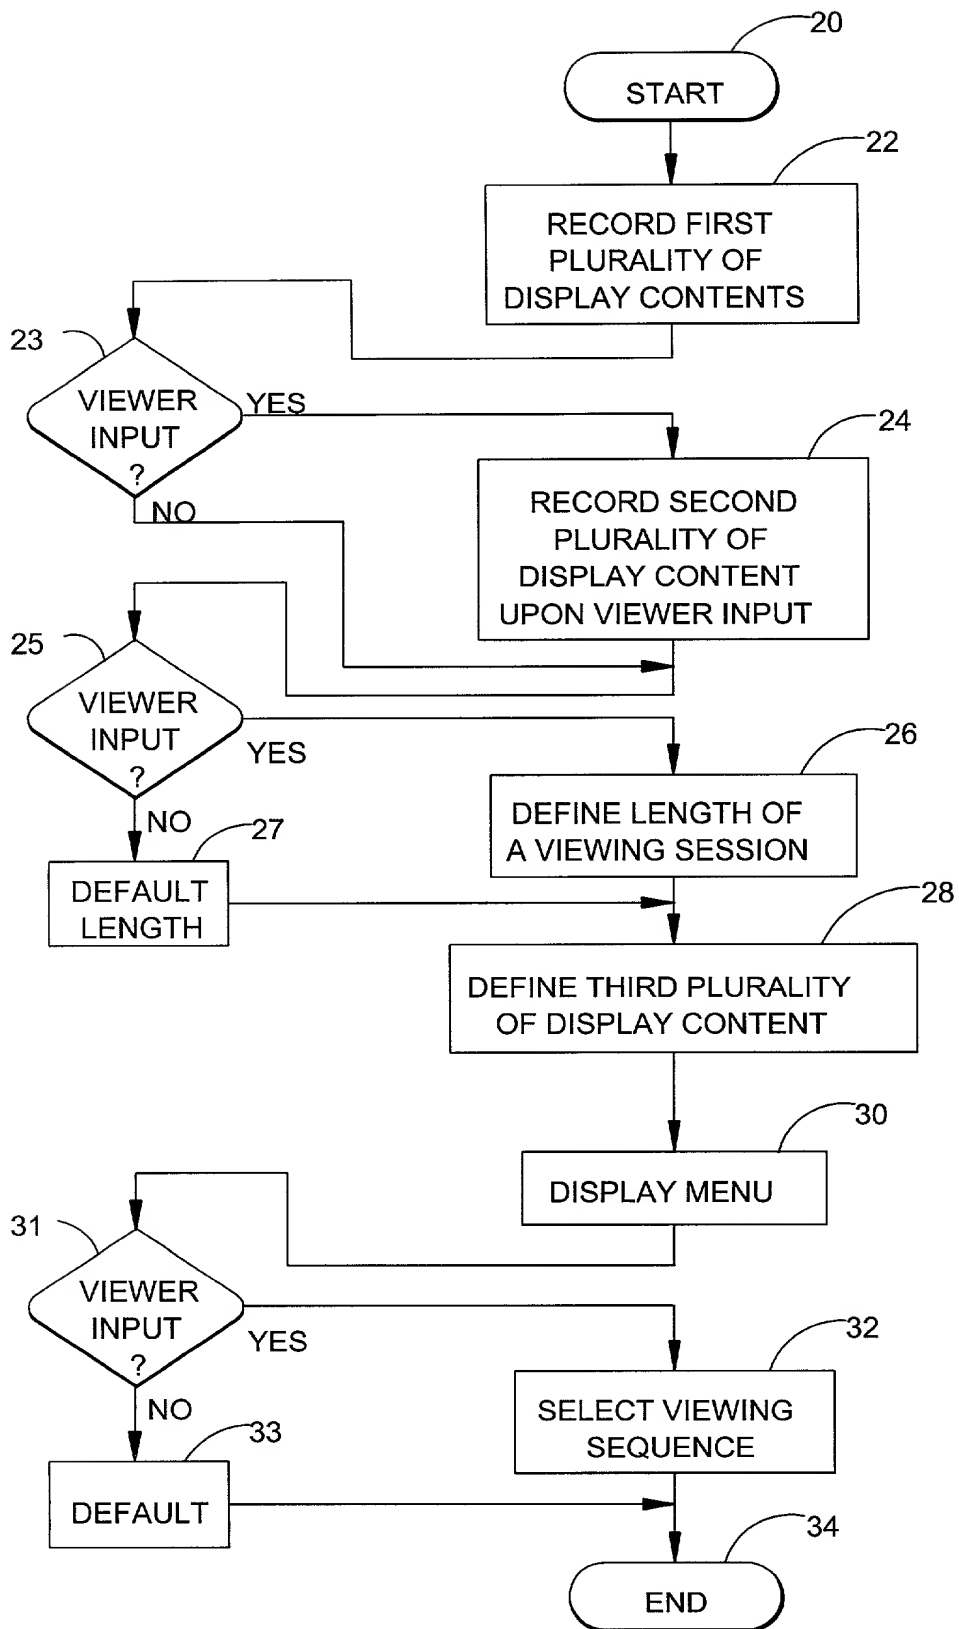 20
START
22
RECORD FIRST
PLURALITY OF
DISPLAY CONTENTS
23
VIEWER
INPUT
?
YES
NO
24
RECORD SECOND
PLURALITY OF
DISPLAY CONTENT
UPON VIEWER INPUT
25
VIEWER
INPUT
?
YES
NO
26
DEFINE LENGTH OF
A VIEWING SESSION
27
DEFAULT
LENGTH
28
DEFINE THIRD PLURALITY
OF DISPLAY CONTENT
30
DISPLAY MENU
31
VIEWER
INPUT
?
YES
NO
32
SELECT VIEWING
SEQUENCE
33
DEFAULT
34
END